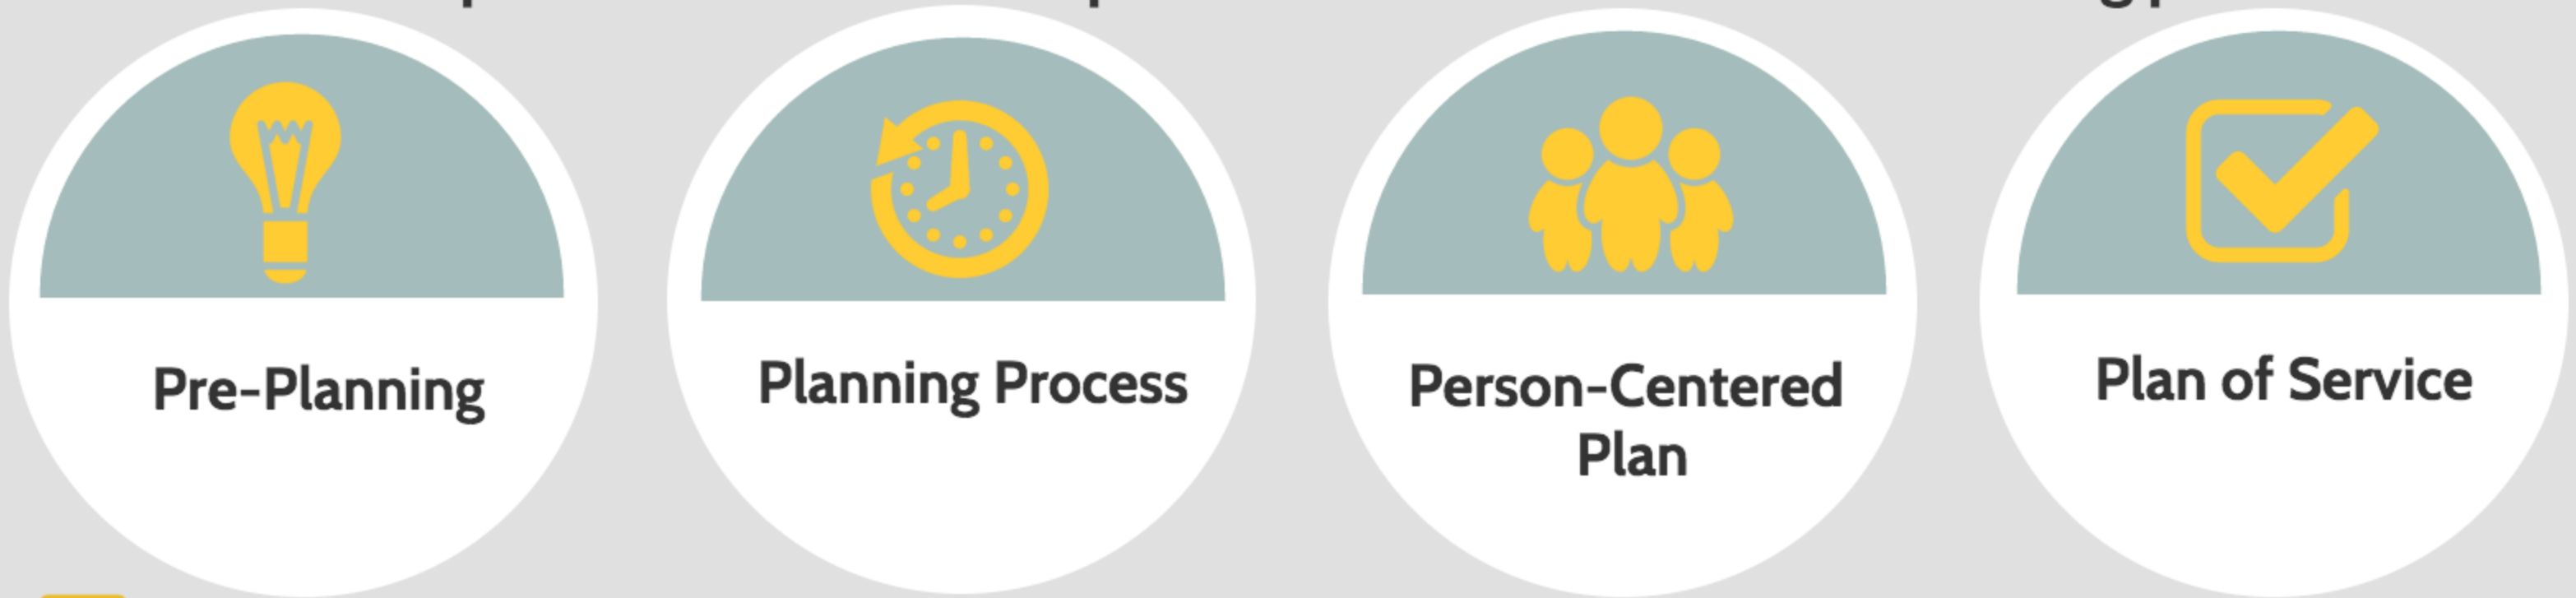 Pre-Planning
Planning Process
Person-Centered
Plan
Plan of Service